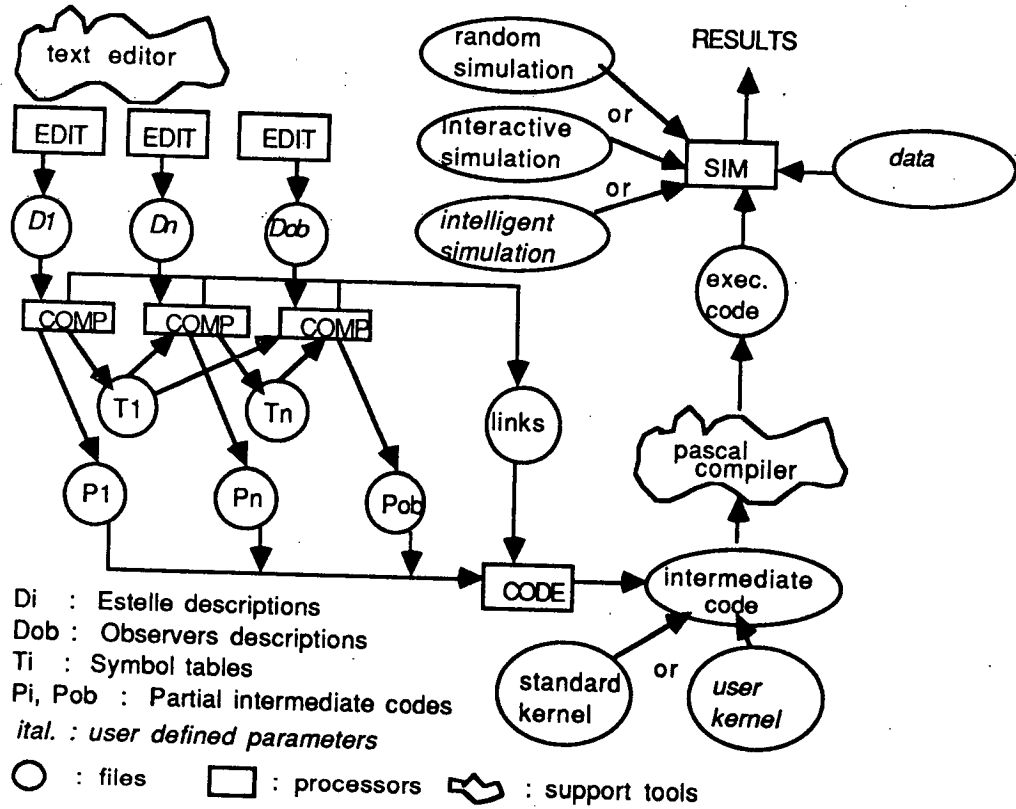 text editor
EDIT
EDIT
EDIT
D1
Dn
Dob
COMP
COMP
COMP
T1
Tn
P1
Pn
Pob
links
CODE
random
simulation
or
interactive
simulation
or
intelligent
simulation
RESULTS
SIM
data
exec.
code
pascal
compiler
intermediate
code
standard
kernel
or
user
kernel
Di : Estelle descriptions
Dob : Observers descriptions
Ti : Symbol tables
Pi, Pob : Partial intermediate codes
ital. : user defined parameters
: files
: processors
: support tools